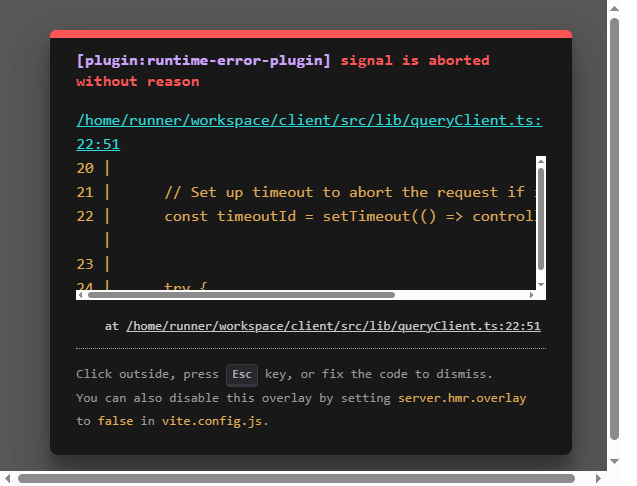 [plugin:runtime-error-plugin] signal is aborted
without reason
/home/runner/workspace/client/src/lib/queryClient.ts:
22:51
20 |
21 |      // Set up timeout to abort the request if
22 |      const timeoutId = setTimeout(() => control
|
23 |
24 |      try {
at /home/runner/workspace/client/src/lib/queryClient.ts:22:51
Click outside, press Esc key, or fix the code to dismiss.
You can also disable this overlay by setting server.hmr.overlay
to false in vite.config.js.